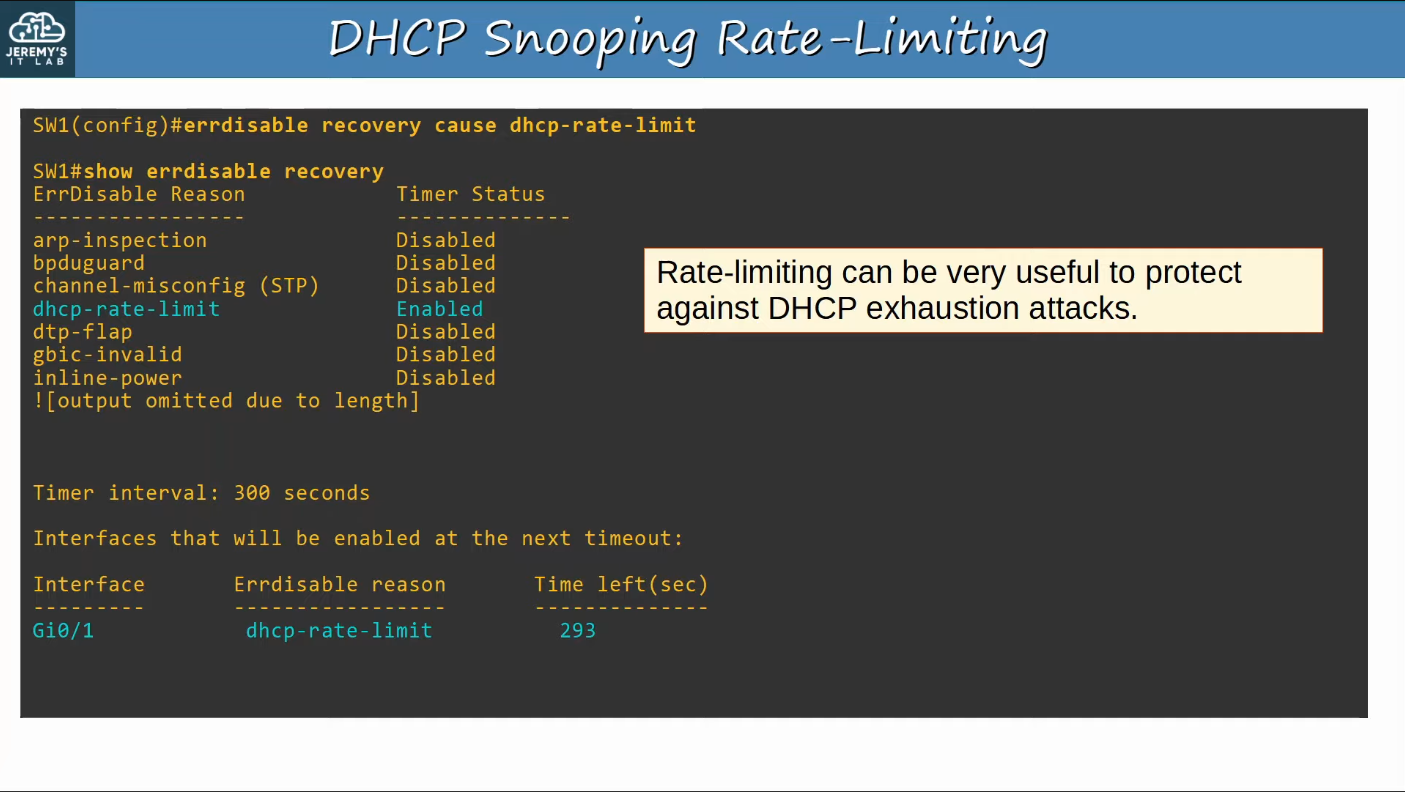 JEREMY'S
IT LAB
DHCP Snooping Rate-Limiting
SW1(config)#errdisable recovery cause dhcp-rate-limit
SW1#show errdisable recovery
ErrDisable Reason            Timer Status
-----------------            --------------
arp-inspection               Disabled
bpduguard                    Disabled
channel-misconfig (STP)      Disabled
dhcp-rate-limit              Enabled
dtp-flap                     Disabled
gbic-invalid                 Disabled
inline-power                 Disabled
![output omitted due to length]
Rate-limiting can be very useful to protect
against DHCP exhaustion attacks.
Timer interval: 300 seconds
Interfaces that will be enabled at the next timeout:
Interface       Errdisable reason       Time left(sec)
---------       -----------------       --------------
Gi0/1            dhcp-rate-limit          293